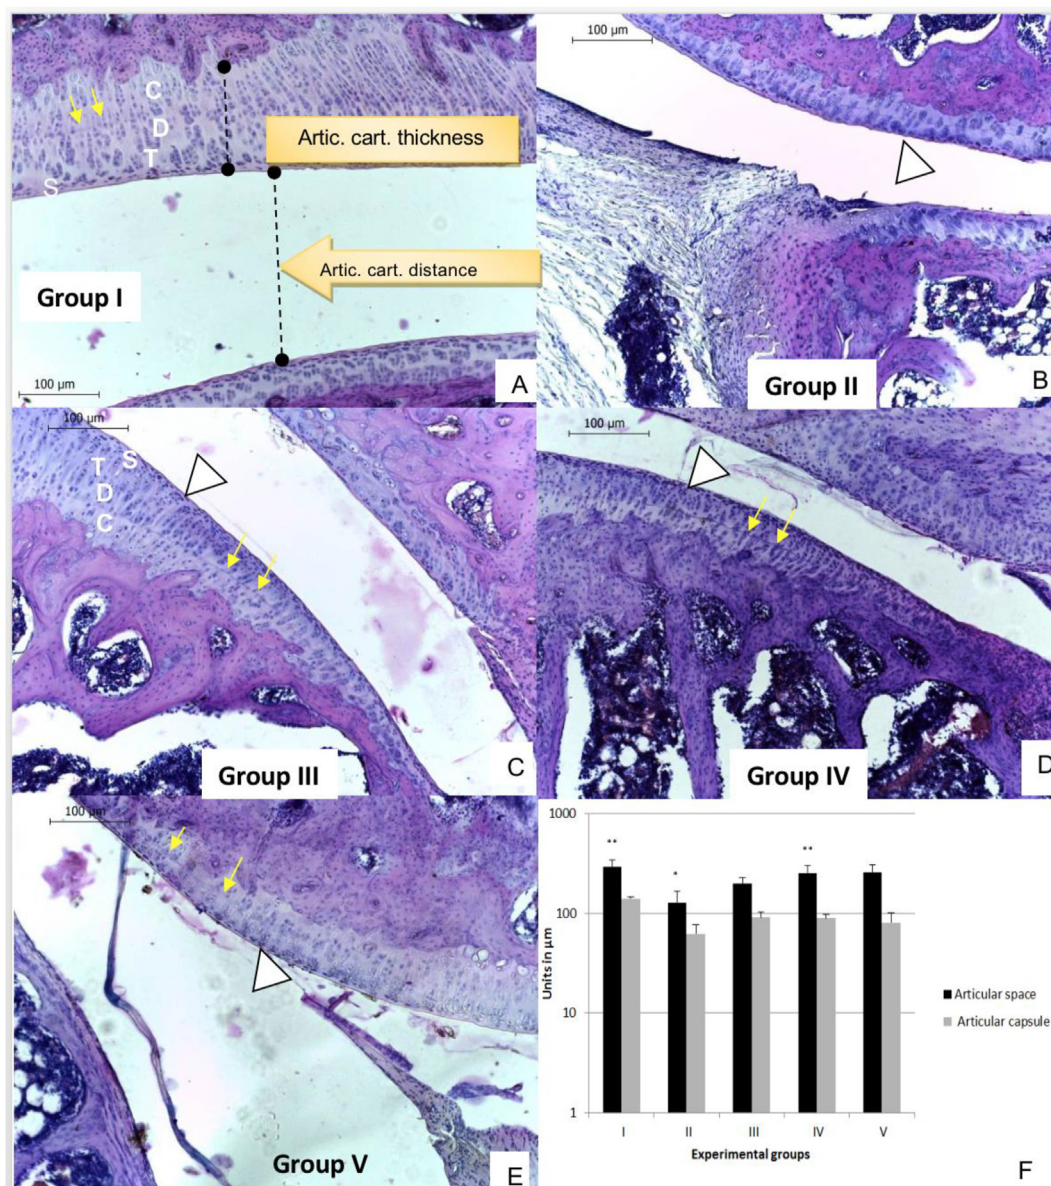 C
D
T
S
Artic. cart. thickness
Artic. cart. distance
Group I
100 µm
A
100 µm
Group II
B
100 µm
S
T
D
C
Group III
C
100 µm
Group IV
D
100 µm
Group V
E
1000
100
10
1
Units in µm
**
*
**
I II III IV V
Experimental groups
Articular space
Articular capsule
F